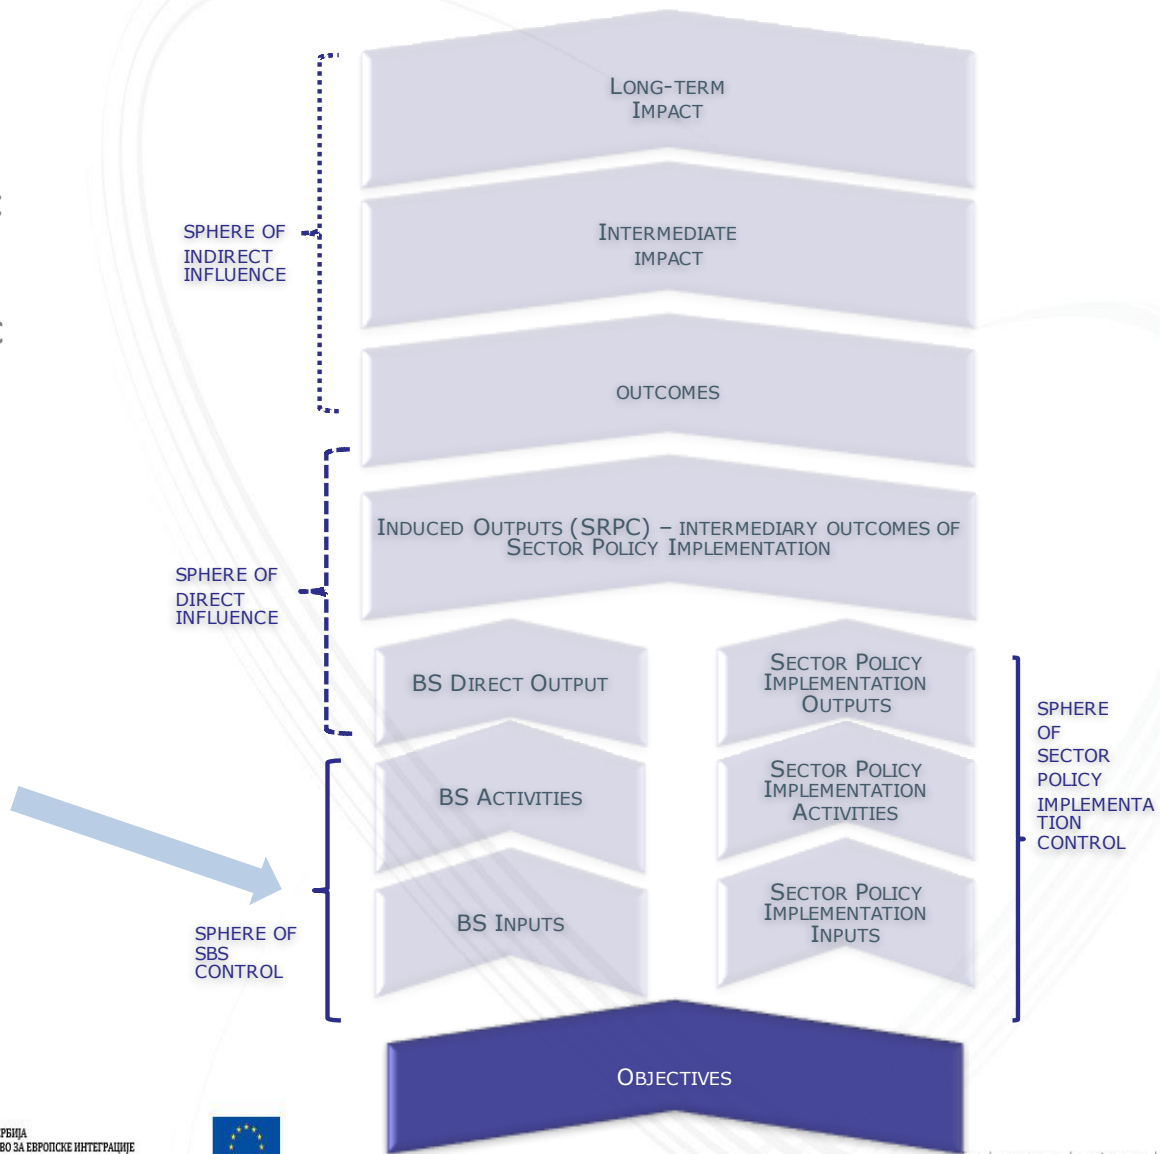 LONG-TERM
IMPACT
SPHERE OF
INDIRECT
INFLUENCE
INTERMEDIATE
IMPACT
OUTCOMES
INDUCED OUTPUTS (SRPC) – INTERMEDIARY OUTCOMES OF
SECTOR POLICY IMPLEMENTATION
SPHERE OF
DIRECT
INFLUENCE
BS DIRECT OUTPUT
SECTOR POLICY
IMPLEMENTATION
OUTPUTS
SPHERE
OF
SECTOR
POLICY
IMPLEMENTA
TION
CONTROL
BS ACTIVITIES
SECTOR POLICY
IMPLEMENTATION
ACTIVITIES
SPHERE OF
SBS
CONTROL
BS INPUTS
SECTOR POLICY
IMPLEMENTATION
INPUTS
OBJECTIVES
ЗА ЕВРОПСКЕ ИНТЕГРАЦИЈЕ